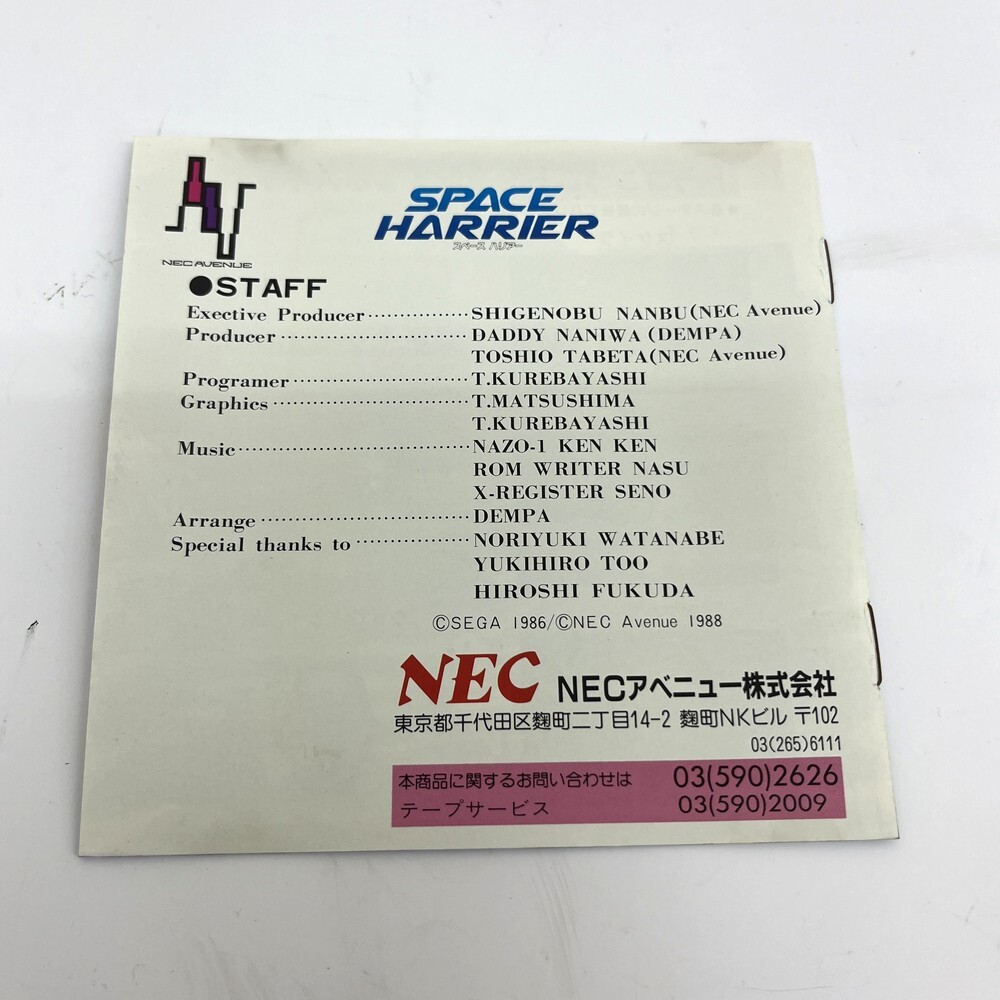 NEC AVENUE
SPACE
HARRIER
スペース ハリアー
●STAFF
Exective Producer ················ SHIGENOBU NANBU(NEC Avenue)
Producer ······························ DADDY NANIWA (DEMPA)
TOSHIO TABETA(NEC Avenue)
Programer ···························· T.KUREBAYASHI
Graphics ······························· T.MATSUSHIMA
T.KUREBAYASHI
Music ····································· NAZO-1 KEN KEN
ROM WRITER NASU
X-REGISTER SENO
Arrange ································· DEMPA
Special thanks to ·················· NORIYUKI WATANABE
YUKIHIRO TOO
HIROSHI FUKUDA
ⒸSEGA 1986/ⒸNEC Avenue 1988
NEC NECアベニュー株式会社
東京都千代田区麹町二丁目14-2 麹町NKビル 〒102
03(265)6111
本商品に関するお問い合わせは 03(590)2626
テープサービス 03(590)2009